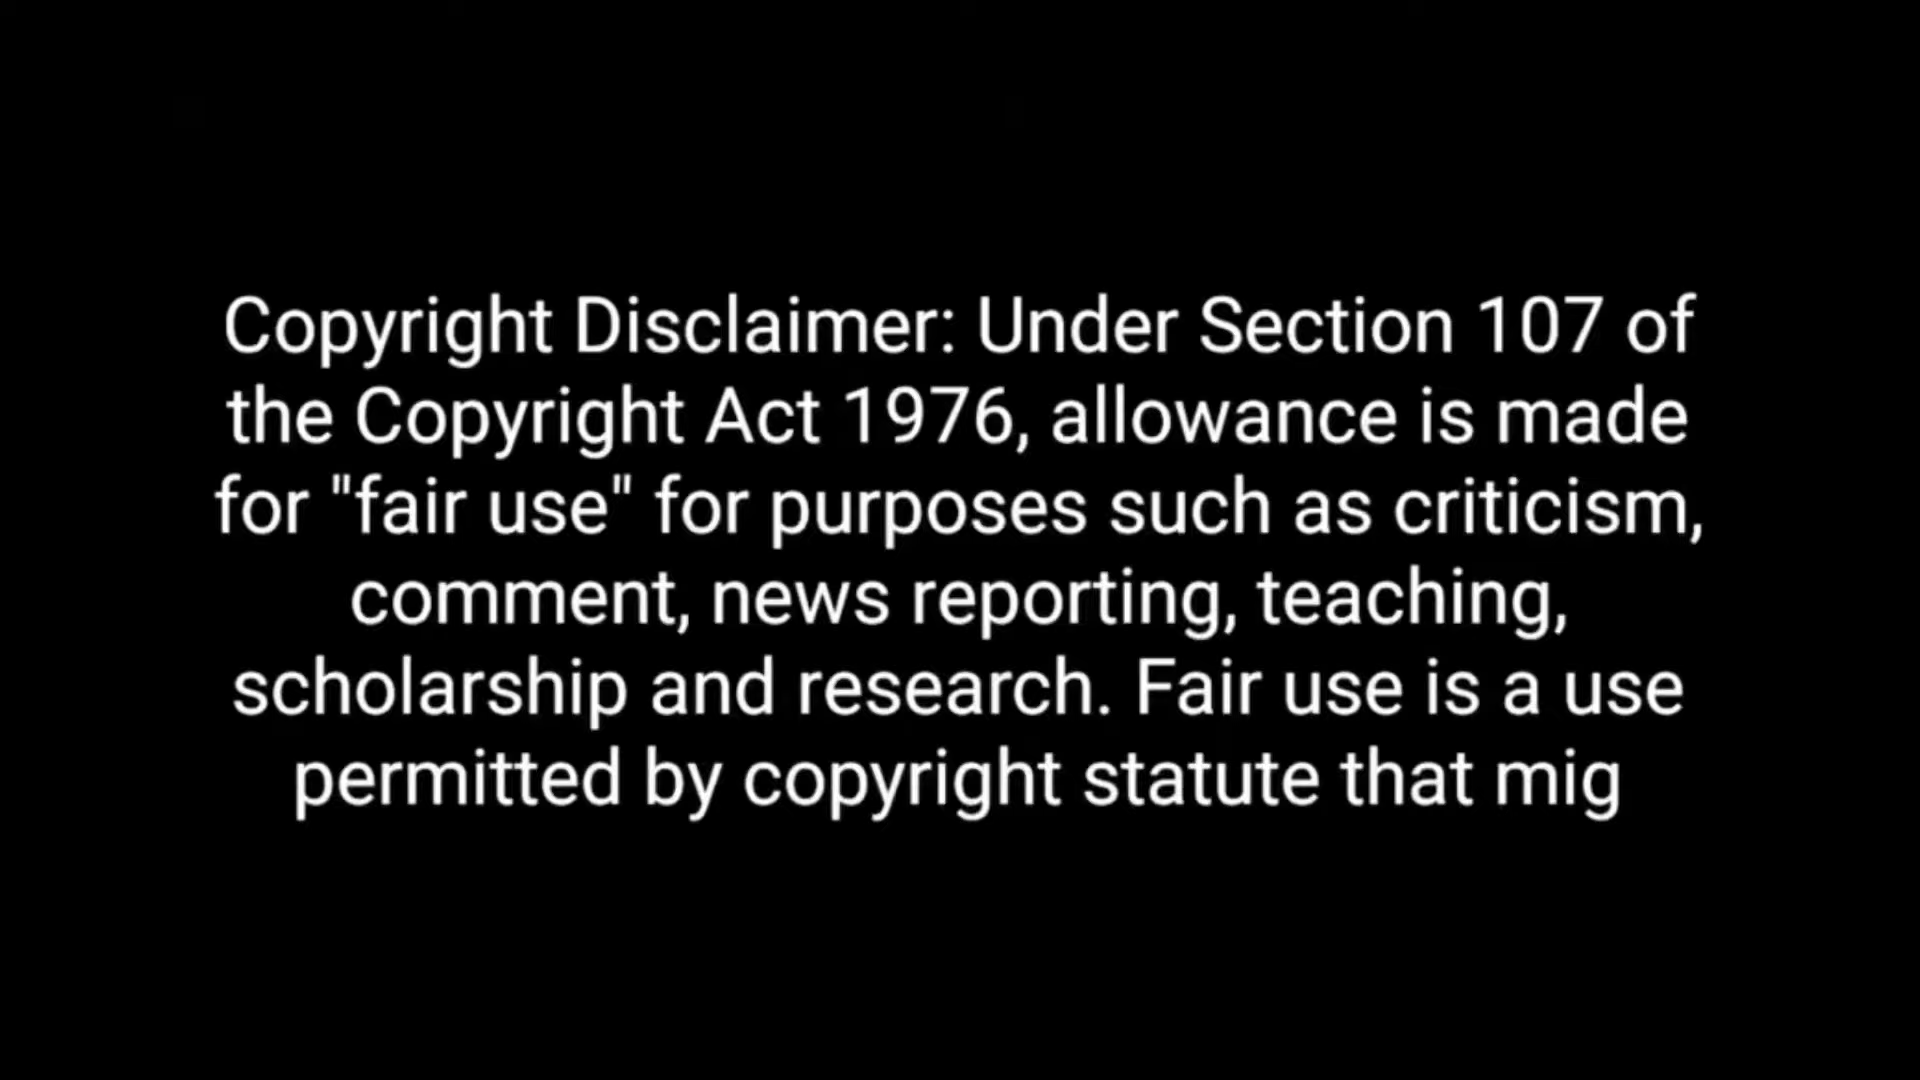 Copyright Disclaimer: Under Section 107 of
the Copyright Act 1976, allowance is made
for "fair use" for purposes such as criticism,
comment, news reporting, teaching,
scholarship and research. Fair use is a use
permitted by copyright statute that mig